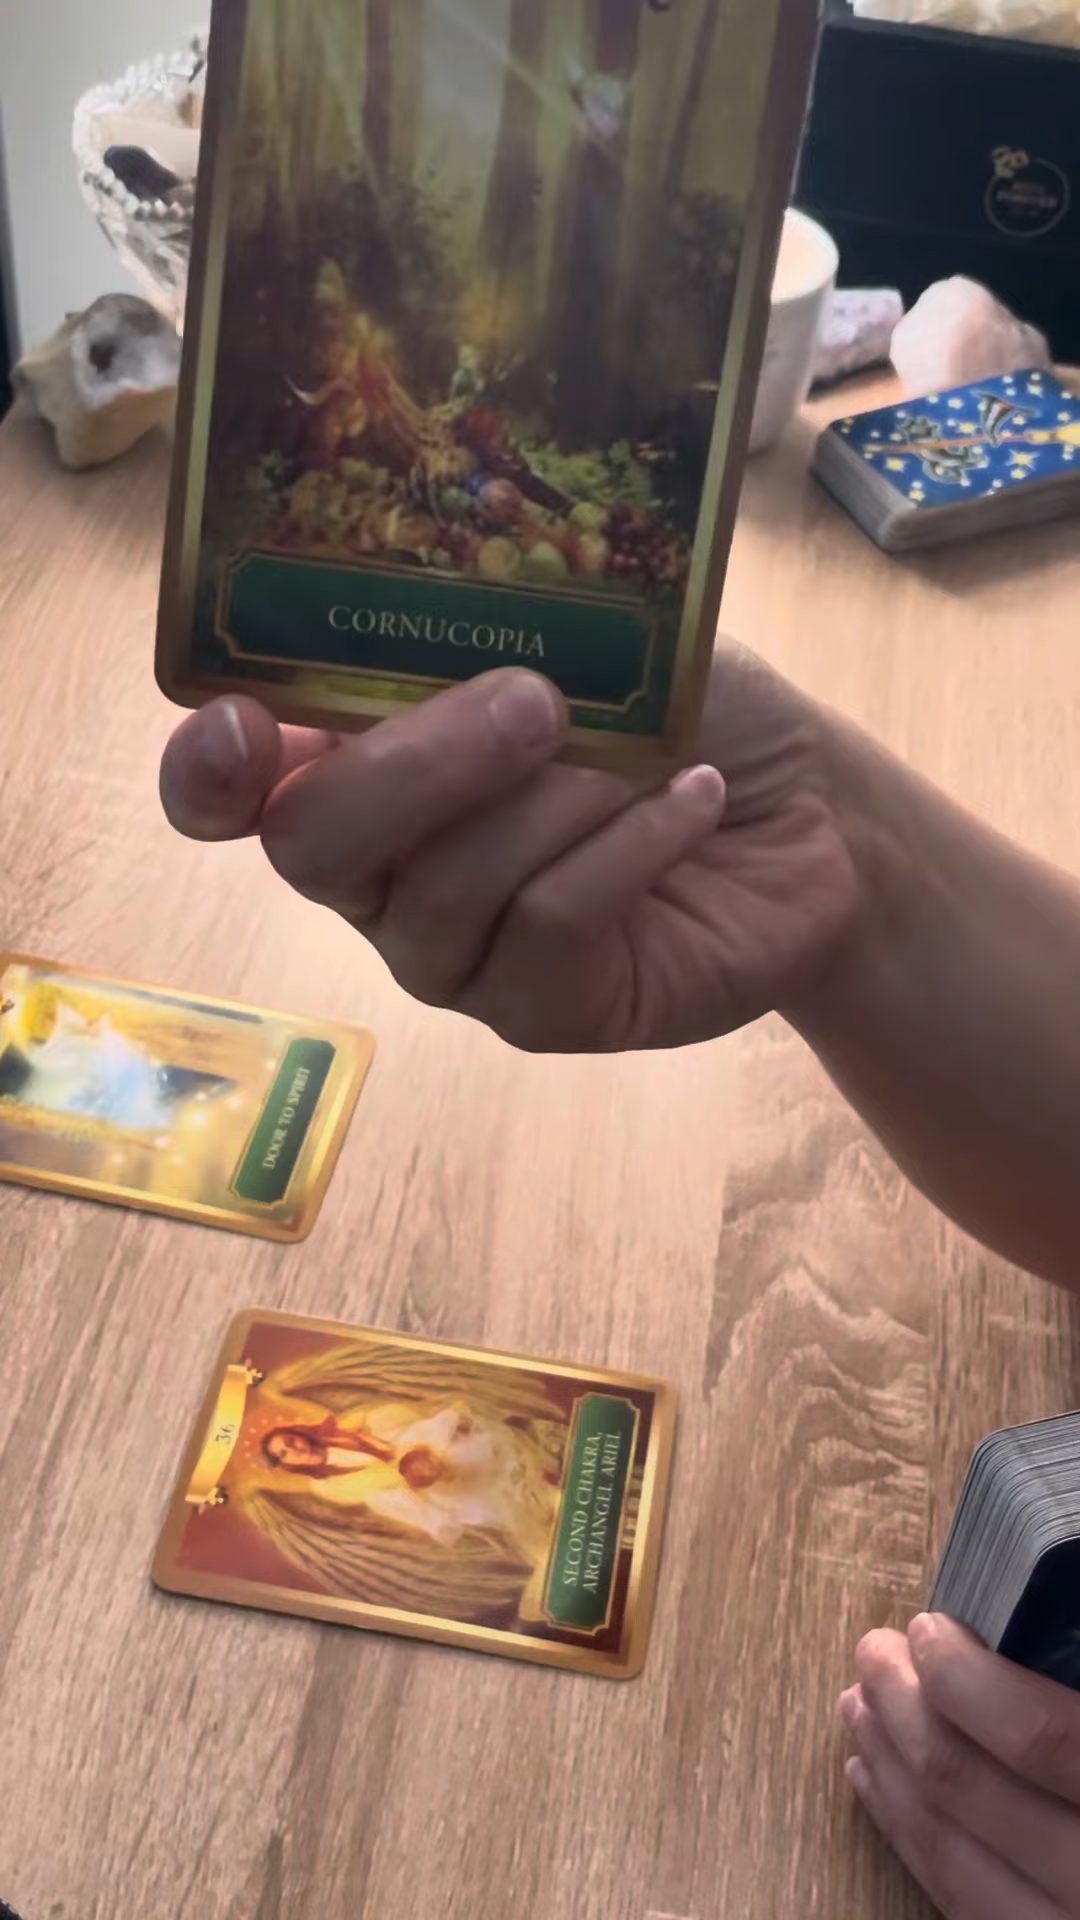 CORNUCOPIA
DOOR TO SPIRIT
36
SECOND CHAKRA,
ARCHANGEL ARIEL